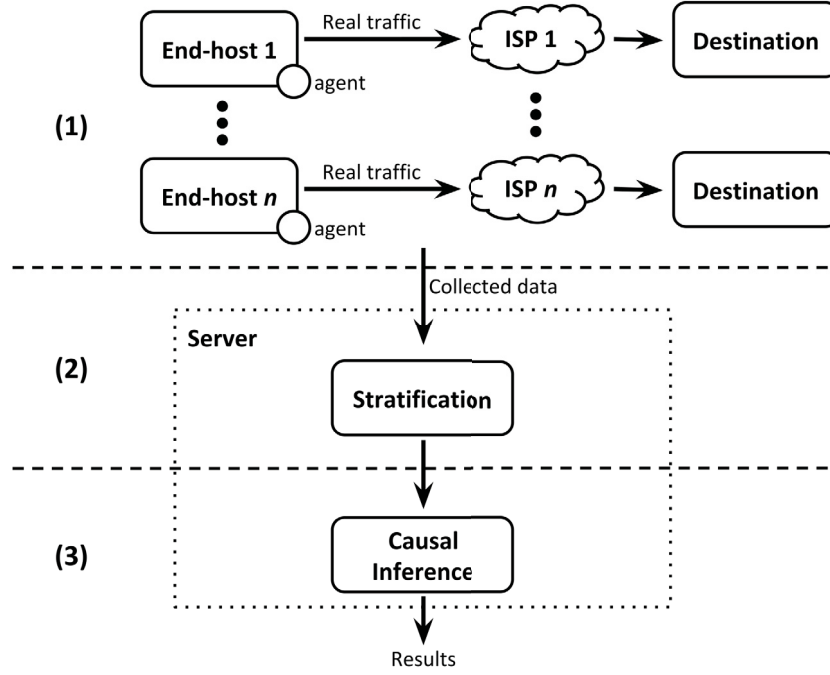 Real traffic
End-host 1
ISP 1
Destination
agent
(1)
Real traffic
End-host n
ISP n
Destination
agent
Collected data
Server
(2)
Stratification
(3)
Causal
Inference
Results